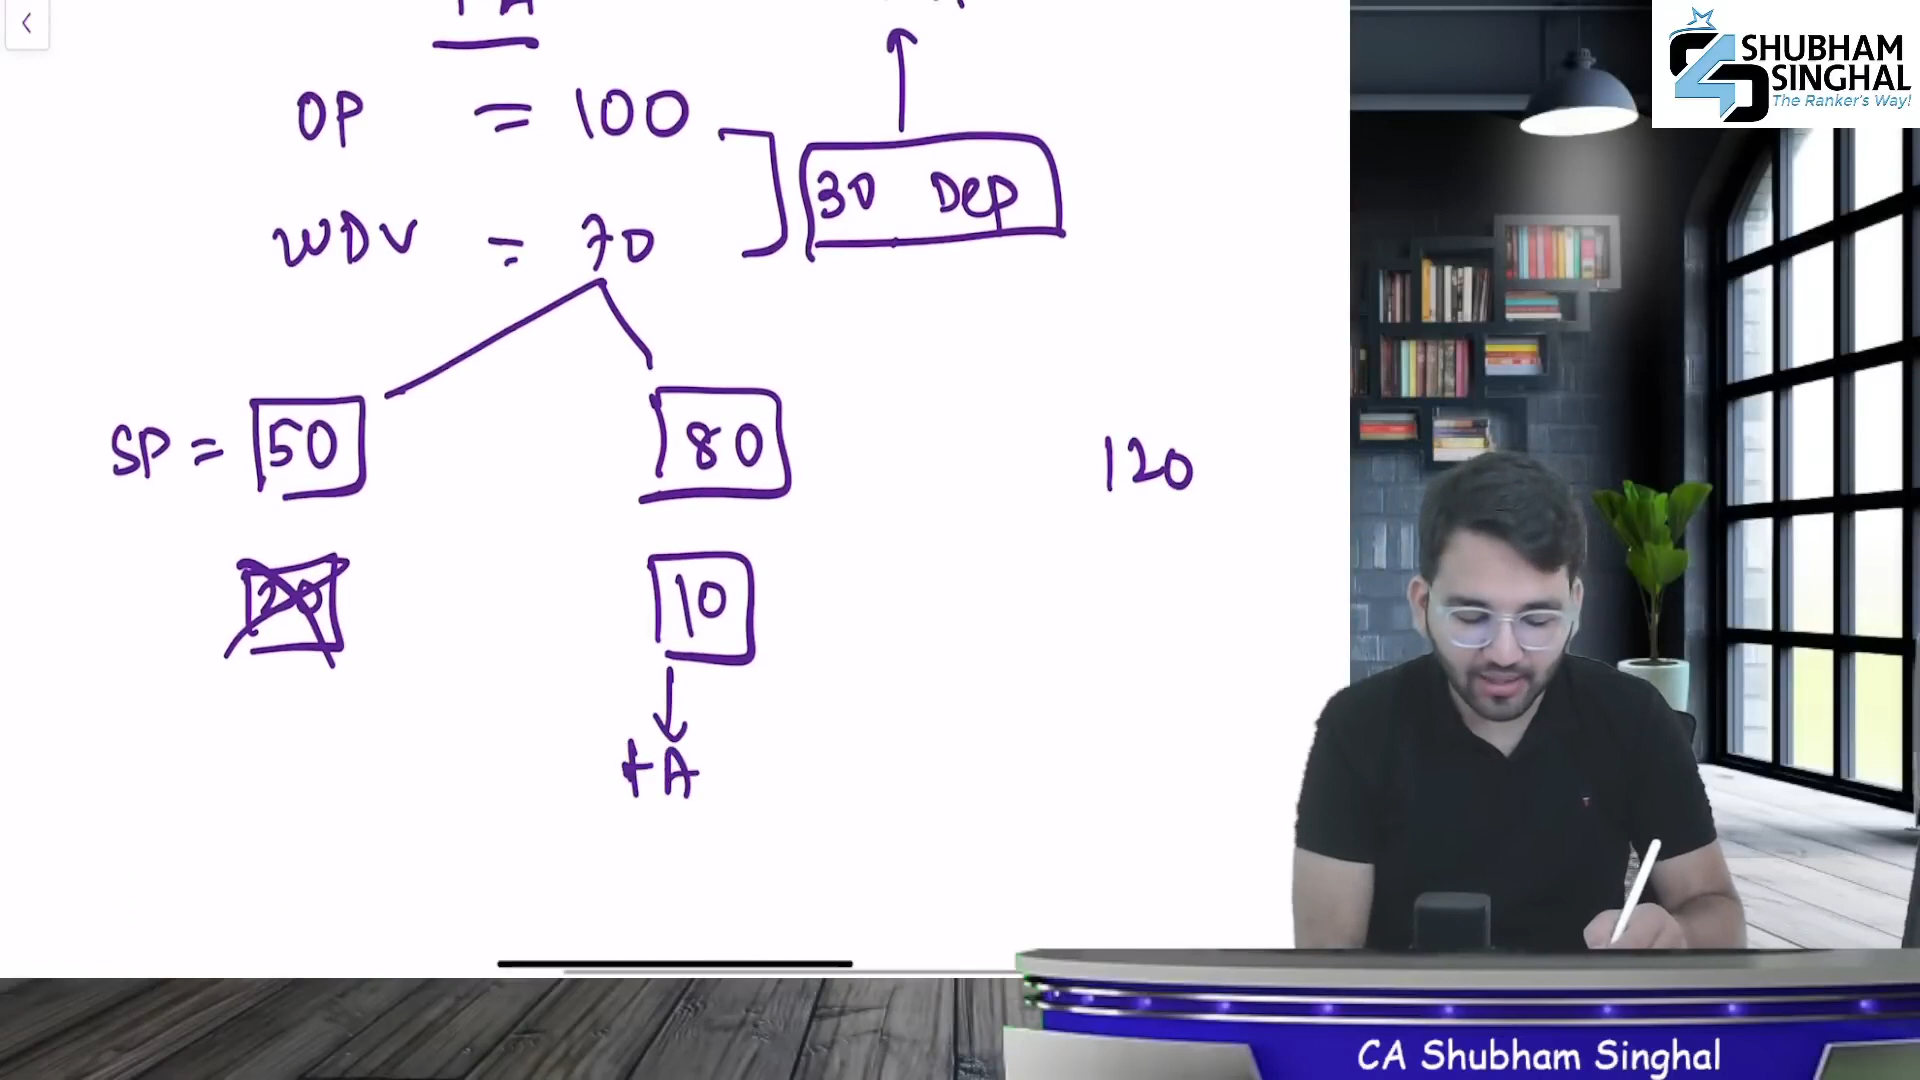 SHUBHAM
SINGHAL
The Ranker's Way!
+A
OP = 100
30 Dep
WDV = 70
SP = 50 80 120
20 10
+A
CA Shubham Singhal